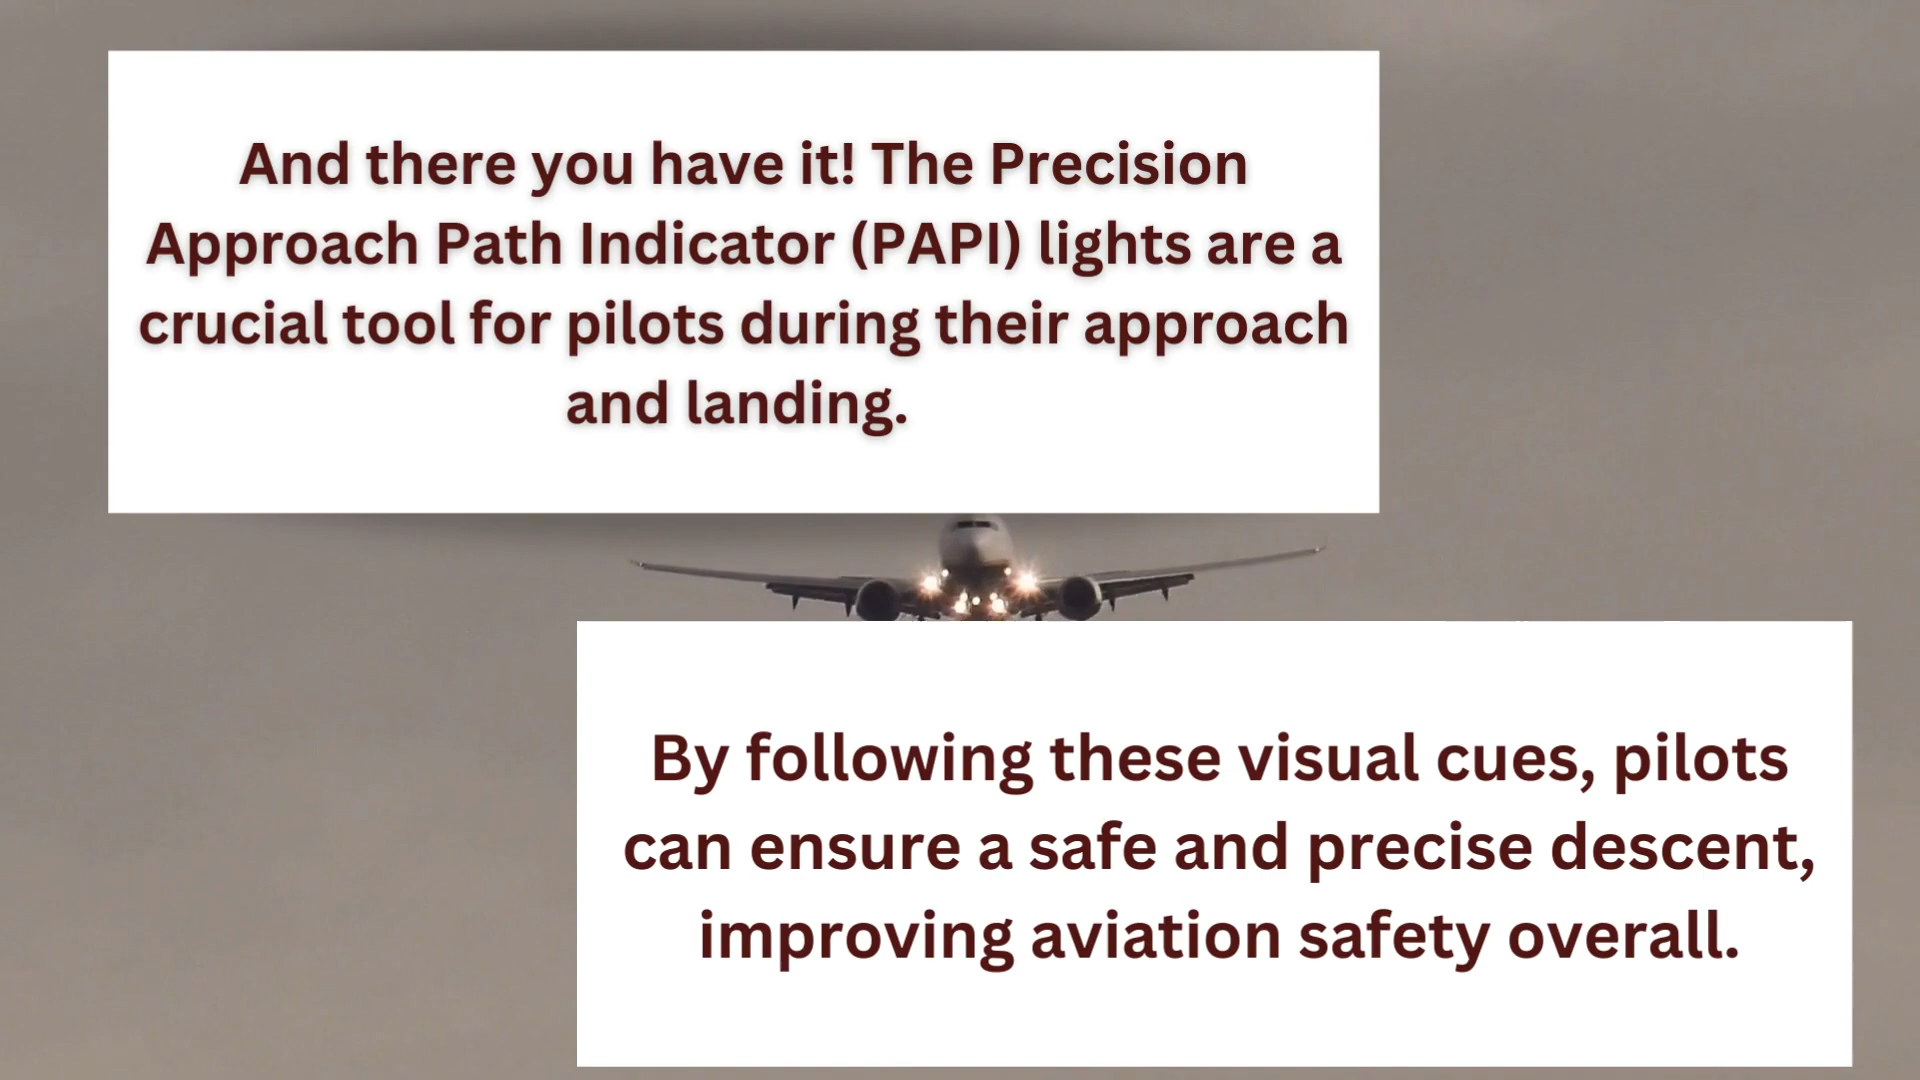 And there you have it! The Precision
Approach Path Indicator (PAPI) lights are a
crucial tool for pilots during their approach
and landing.
By following these visual cues, pilots
can ensure a safe and precise descent,
improving aviation safety overall.